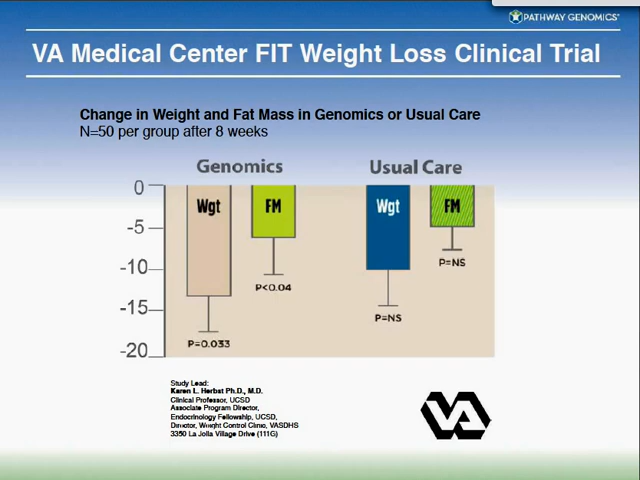 PATHWAY GENOMICS
VA Medical Center FIT Weight Loss Clinical Trial
Change in Weight and Fat Mass in Genomics or Usual Care
N=50 per group after 8 weeks
Genomics Usual Care
0
-5
-10
-15
-20
Wgt FM Wgt FM
P=0.033 P<0.04 P=NS P=NS
Study Lead:
Karen L. Herbst Ph.D., M.D.
Clinical Professor, UCSD
Associate Program Director,
Endocrinology Fellowship, UCSD,
Director, Weight Control Clinic, VASDHS
3350 La Jolla Village Drive (111G)
VA